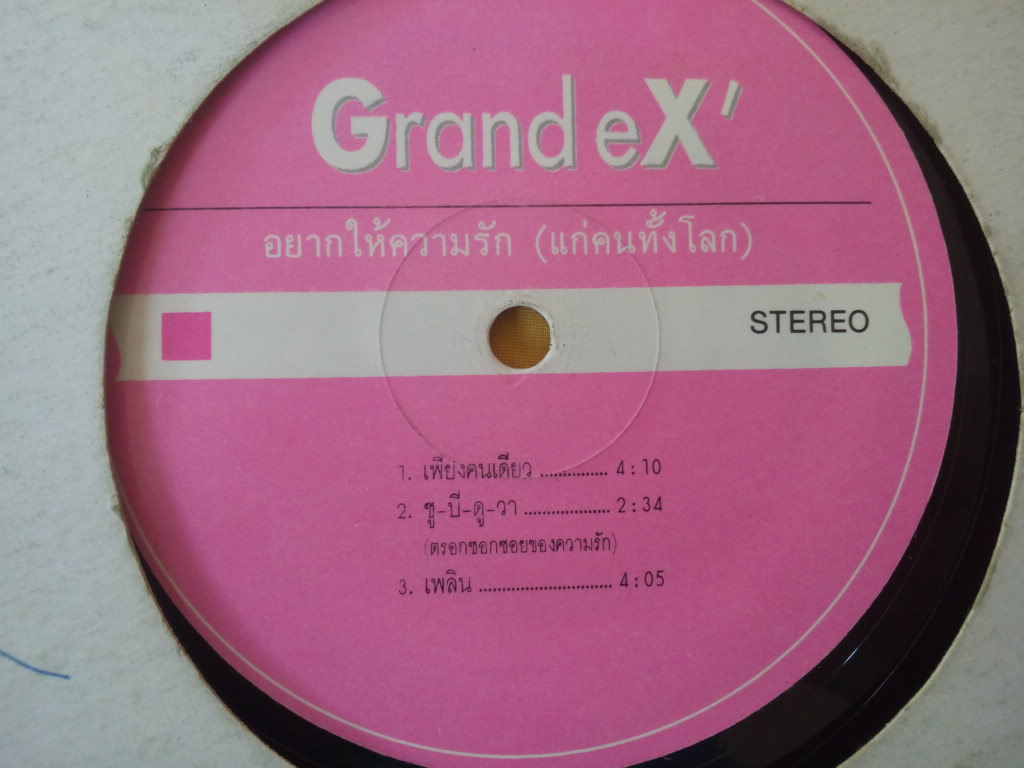 Grand eX'
อยากให้ความรัก (แก่คนทั้งโลก)
STEREO
1. เพียงคนเดียว .............. 4:10
2. ชู-บี-ดู-วา ................... 2:34
(ตรอกซอกซอยของความรัก)
3. เพลิน ............................. 4:05